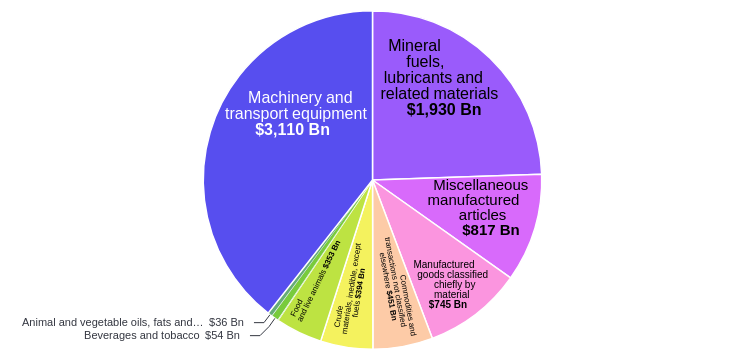 Mineral
fuels,
lubricants and
related materials
$1,930 Bn
Machinery and
transport equipment
$3,110 Bn
Miscellaneous
manufactured
articles
$817 Bn
Manufactured
goods classified
chiefly by
material
$745 Bn
Commodities and
transactions not classified
elsewhere $451 Bn
Crude
materials, inedible, except
fuels $394 Bn
Food
and live animals $353 Bn
Animal and vegetable oils, fats and… $36 Bn
Beverages and tobacco $54 Bn